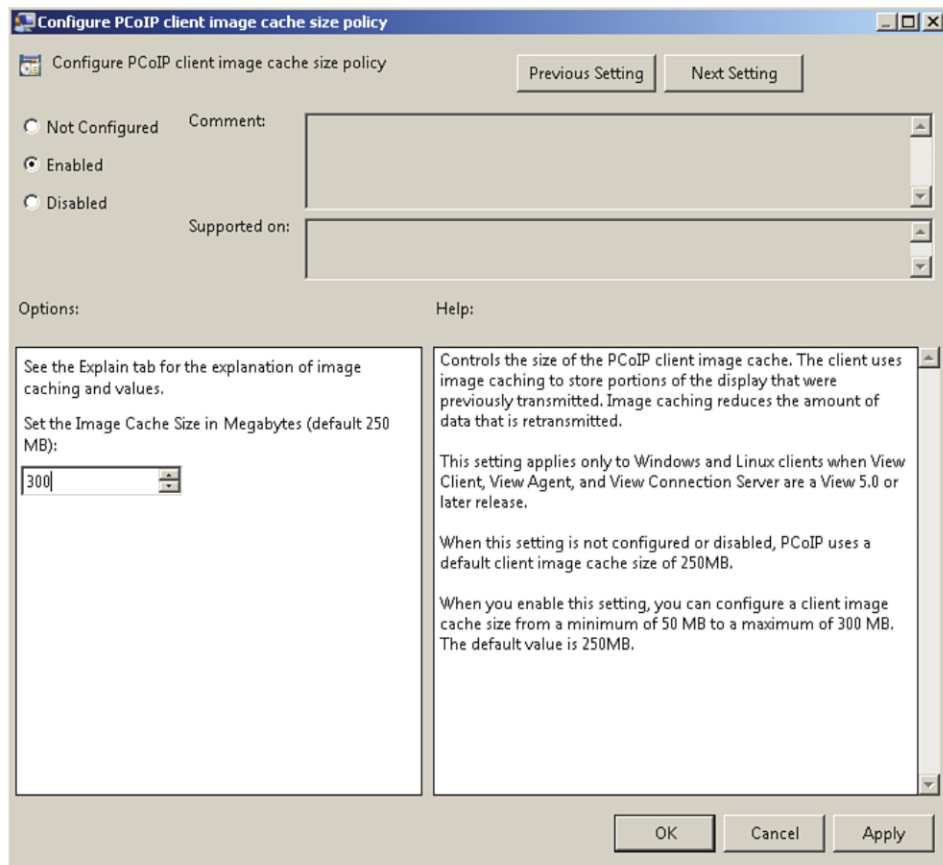 Configure PCoIP client image cache size policy
Configure PCoIP client image cache size policy
Previous Setting
Next Setting
Not Configured
Comment:
Enabled
Disabled
Supported on:
Options:
Help:
See the Explain tab for the explanation of image
caching and values.
Set the Image Cache Size in Megabytes (default 250
MB):
300
Controls the size of the PCoIP client image cache. The client uses
image caching to store portions of the display that were
previously transmitted. Image caching reduces the amount of
data that is retransmitted.
This setting applies only to Windows and Linux clients when View
Client, View Agent, and View Connection Server are a View 5.0 or
later release.
When this setting is not configured or disabled, PCoIP uses a
default client image cache size of 250MB.
When you enable this setting, you can configure a client image
cache size from a minimum of 50 MB to a maximum of 300 MB.
The default value is 250MB.
OK
Cancel
Apply